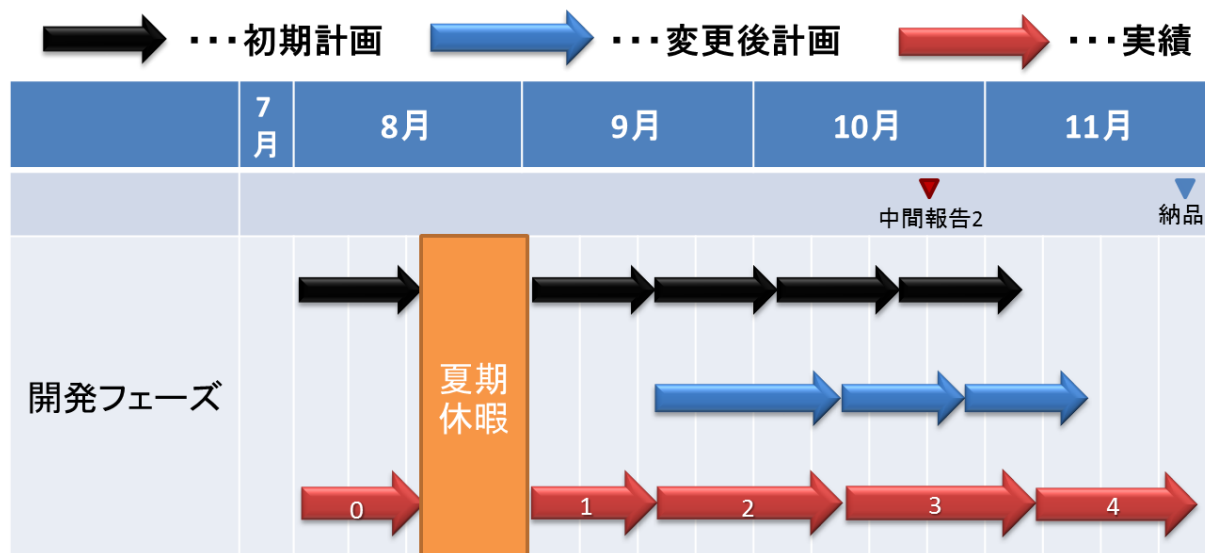 ・・・初期計画 ・・・変更後計画 ・・・実績
7月 8月 9月 10月 11月
中間報告2 納品
開発フェーズ
夏期
休暇
0 1 2 3 4